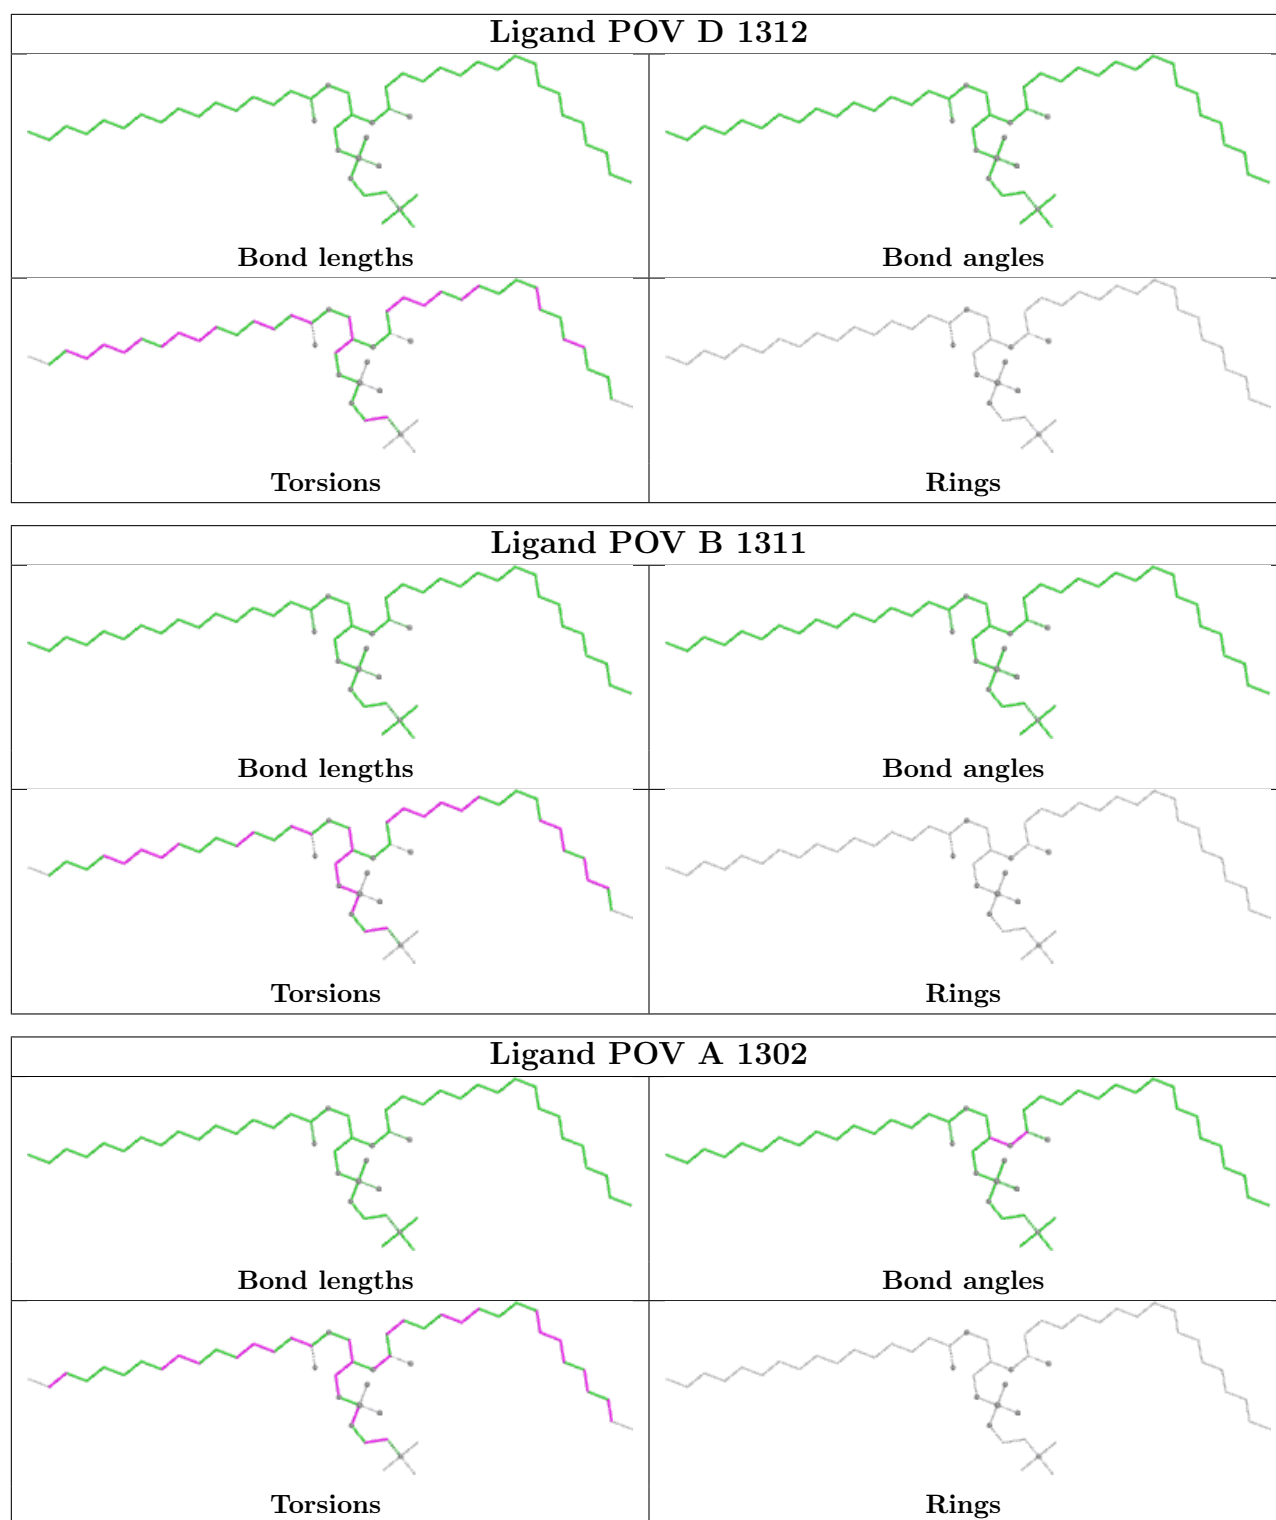 Ligand POV D 1312
Bond lengths
Bond angles
Torsions
Rings
Ligand POV B 1311
Bond lengths
Bond angles
Torsions
Rings
Ligand POV A 1302
Bond lengths
Bond angles
Torsions
Rings